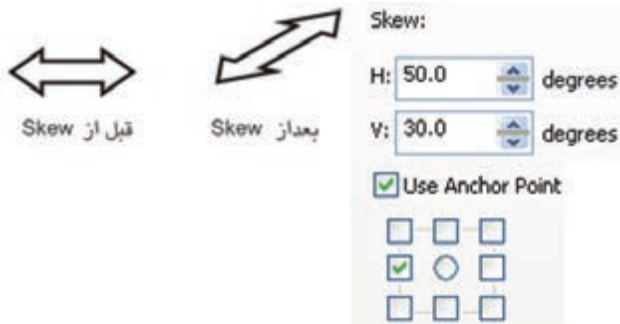 Skew:
H: 50.0 degrees
V: 30.0 degrees
Use Anchor Point
قبل از Skew
بعداز Skew